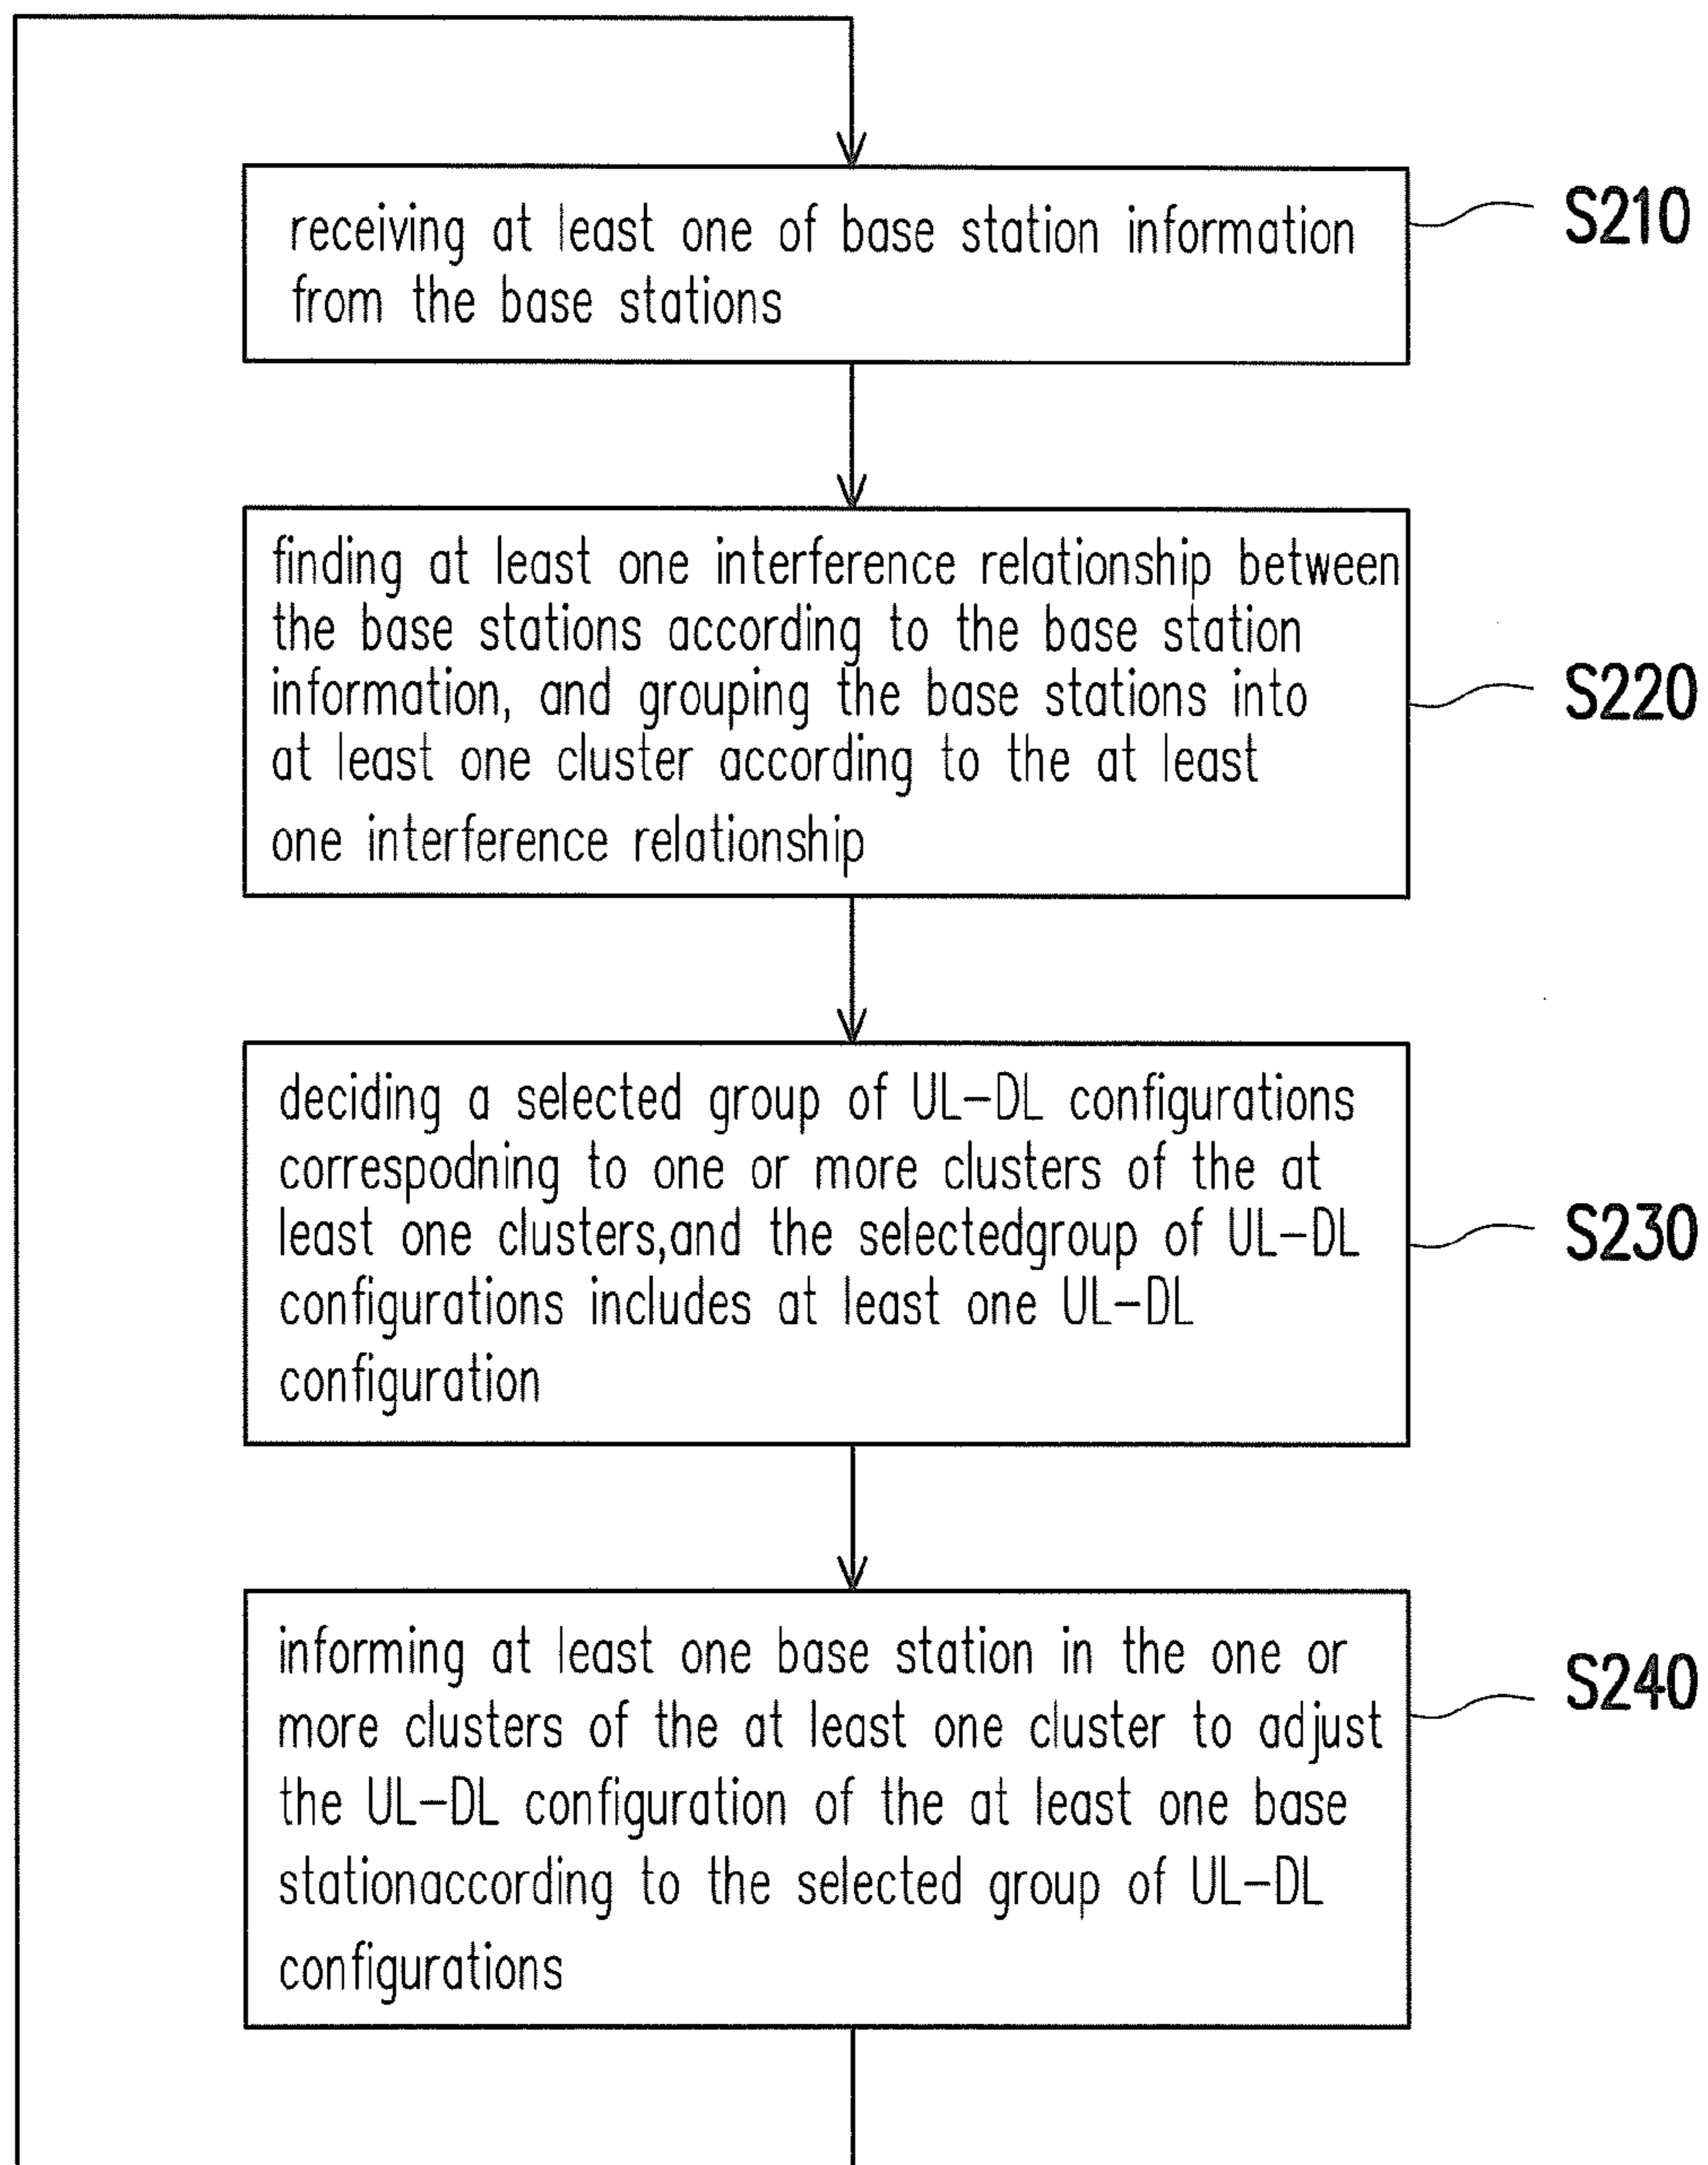 receiving at least one of base station information
from the base stations
S210
finding at least one interference relationship between
the base stations according to the base station
information, and grouping the base stations into
at least one cluster according to the at least
one interference relationship
S220
deciding a selected group of UL-DL configurations
correspodning to one or more clusters of the at
least one clusters,and the selectedgroup of UL-DL
configurations includes at least one UL-DL
configuration
S230
informing at least one base station in the one or
more clusters of the at least one cluster to adjust
the UL-DL configuration of the at least one base
stationaccording to the selected group of UL-DL
configurations
S240